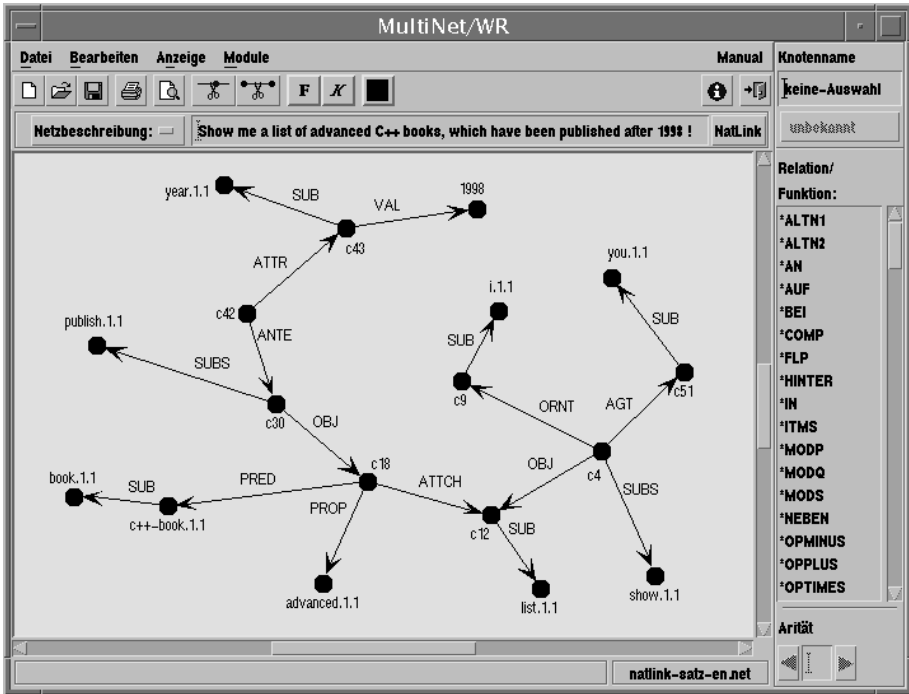 MultiNet/WR
Datei Bearbeiten Anzeige Module Manual
F K
Netzbeschreibung: Show me a list of advanced C++ books, which have been published after 1998 ! NatLink
year.1.1
SUB
VAL
1998
c43
ATTR
you.1.1
i.1.1
c42
ANTE
publish.1.1
SUB
SUB
SUBS
c9
c51
ORNT
AGT
c30
OBJ
c18
c4
book.1.1
SUB
PRED
ATTCH
OBJ
SUBS
c++-book.1.1
PROP
c12
SUB
advanced.1.1
list.1.1
show.1.1
natlink-satz-en.net
Knotenname
keine-Auswahl
unbekannt
Relation/
Funktion:
*ALTN1
*ALTN2
*AN
*AUF
*BEI
*COMP
*FLP
*HINTER
*IN
*ITMS
*MODP
*MODQ
*MODS
*NEBEN
*OPMINUS
*OPPLUS
*OPTIMES
Arität